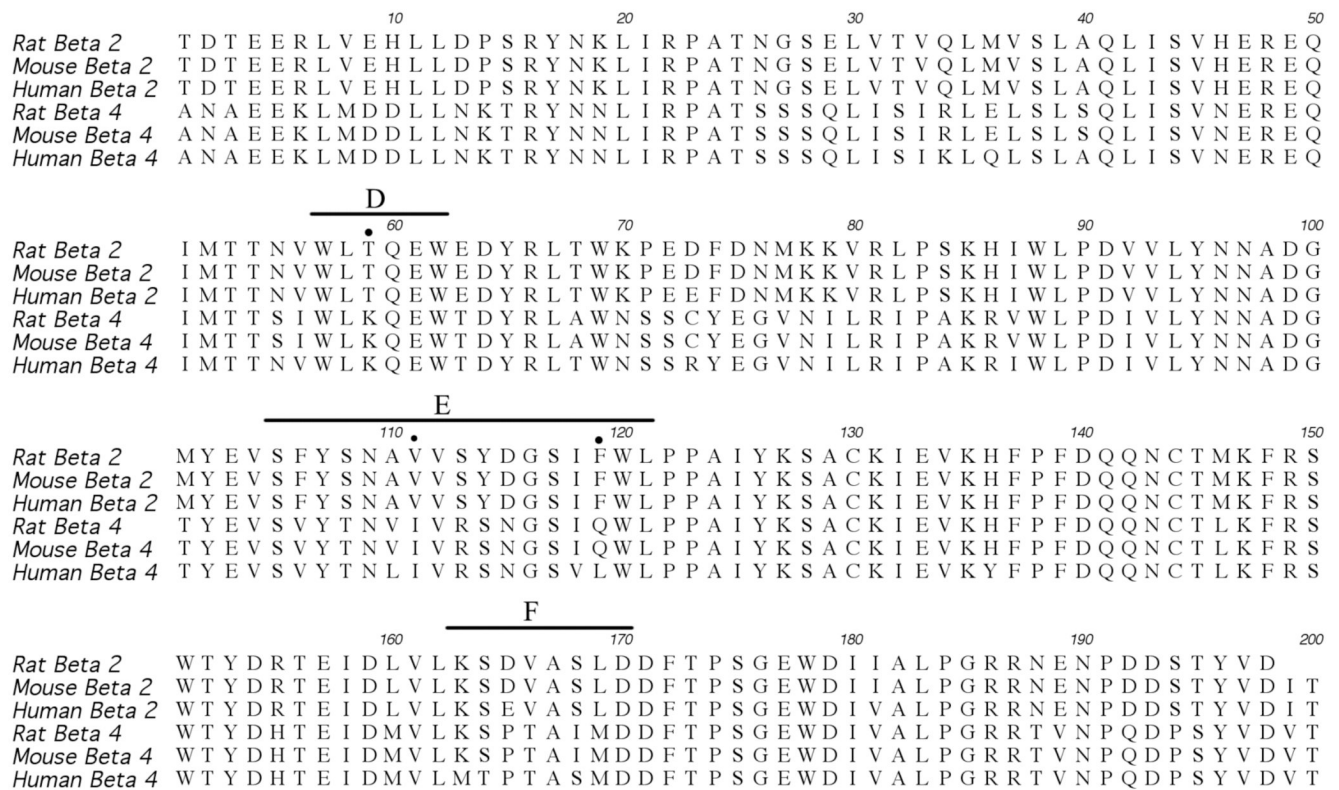 10 20 30 40 50
Rat Beta 2 T D T E E R L V E H L L D P S R Y N K L I R P A T N G S E L V T V Q L M V S L A Q L I S V H E R E Q
Mouse Beta 2 T D T E E R L V E H L L D P S R Y N K L I R P A T N G S E L V T V Q L M V S L A Q L I S V H E R E Q
Human Beta 2 T D T E E R L V E H L L D P S R Y N K L I R P A T N G S E L V T V Q L M V S L A Q L I S V H E R E Q
Rat Beta 4 A N A E E K L M D D L L N K T R Y N N L I R P A T S S S Q L I S I R L E L S L S Q L I S V N E R E Q
Mouse Beta 4 A N A E E K L M D D L L N K T R Y N N L I R P A T S S S Q L I S I R L E L S L S Q L I S V N E R E Q
Human Beta 4 A N A E E K L M D D L L N K T R Y N N L I R P A T S S S Q L I S I K L Q L S L A Q L I S V N E R E Q
D
60 70 80 90 100
Rat Beta 2 I M T T N V W L T Q E W E D Y R L T W K P E D F D N M K K V R L P S K H I W L P D V V L Y N N A D G
Mouse Beta 2 I M T T N V W L T Q E W E D Y R L T W K P E D F D N M K K V R L P S K H I W L P D V V L Y N N A D G
Human Beta 2 I M T T N V W L T Q E W E D Y R L T W K P E E F D N M K K V R L P S K H I W L P D V V L Y N N A D G
Rat Beta 4 I M T T S I W L K Q E W T D Y R L A W N S S C Y E G V N I L R I P A K R V W L P D I V L Y N N A D G
Mouse Beta 4 I M T T S I W L K Q E W T D Y R L A W N S S C Y E G V N I L R I P A K R V W L P D I V L Y N N A D G
Human Beta 4 I M T T N V W L K Q E W T D Y R L T W N S S R Y E G V N I L R I P A K R I W L P D I V L Y N N A D G
E
110 120 130 140 150
Rat Beta 2 M Y E V S F Y S N A V V S Y D G S I F W L P P A I Y K S A C K I E V K H F P F D Q Q N C T M K F R S
Mouse Beta 2 M Y E V S F Y S N A V V S Y D G S I F W L P P A I Y K S A C K I E V K H F P F D Q Q N C T M K F R S
Human Beta 2 M Y E V S F Y S N A V V S Y D G S I F W L P P A I Y K S A C K I E V K H F P F D Q Q N C T M K F R S
Rat Beta 4 T Y E V S V Y T N V I V R S N G S I Q W L P P A I Y K S A C K I E V K H F P F D Q Q N C T L K F R S
Mouse Beta 4 T Y E V S V Y T N V I V R S N G S I Q W L P P A I Y K S A C K I E V K H F P F D Q Q N C T L K F R S
Human Beta 4 T Y E V S V Y T N L I V R S N G S V L W L P P A I Y K S A C K I E V K Y F P F D Q Q N C T L K F R S
F
160 170 180 190 200
Rat Beta 2 W T Y D R T E I D L V L K S D V A S L D D F T P S G E W D I I A L P G R R N E N P D D S T Y V D
Mouse Beta 2 W T Y D R T E I D L V L K S D V A S L D D F T P S G E W D I I A L P G R R N E N P D D S T Y V D I T
Human Beta 2 W T Y D R T E I D L V L K S E V A S L D D F T P S G E W D I V A L P G R R N E N P D D S T Y V D I T
Rat Beta 4 W T Y D H T E I D M V L K S P T A I M D D F T P S G E W D I V A L P G R R T V N P Q D P S Y V D V T
Mouse Beta 4 W T Y D H T E I D M V L K S P T A I M D D F T P S G E W D I V A L P G R R T V N P Q D P S Y V D V T
Human Beta 4 W T Y D H T E I D M V L M T P T A S M D D F T P S G E W D I V A L P G R R T V N P Q D P S Y V D V T